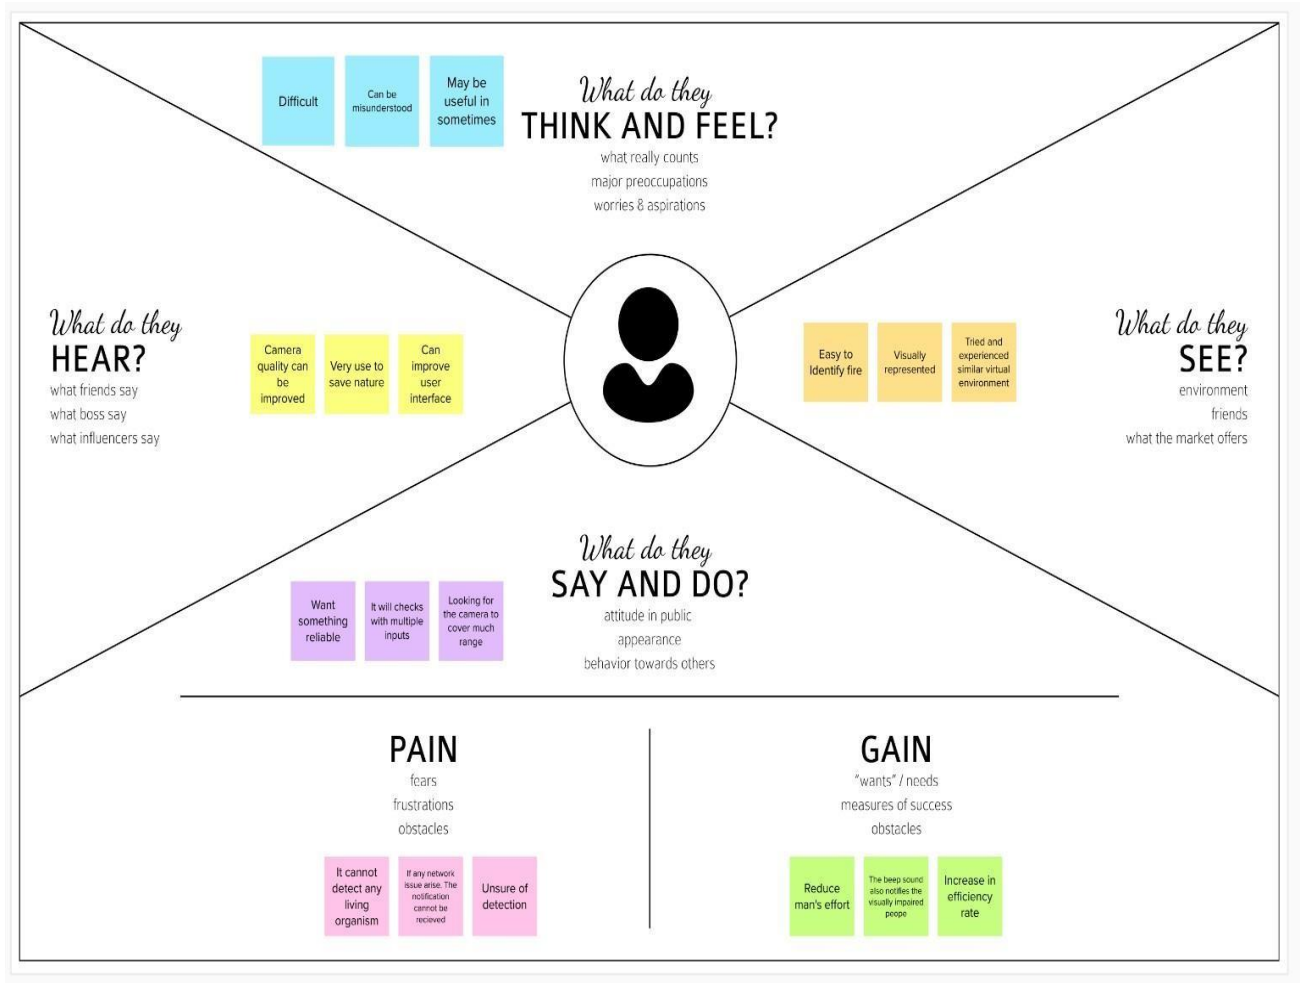 Difficult
Can be
misunderstood
May be
useful in
sometimes
What do they
THINK AND FEEL?
what really counts
major preoccupations
worries & aspirations
What do they
HEAR?
what friends say
what boss say
what influencers say
Camera
quality can
be
improved
Very use to
save nature
Can
improve
user
interface
Easy to
Identify fire
Visually
represented
Tried and
experienced
similar virtual
environment
What do they
SEE?
environment
friends
what the market offers
What do they
SAY AND DO?
attitude in public
appearance
behavior towards others
Want
something
reliable
It will checks
with multiple
inputs
Looking for
the camera to
cover much
range
PAIN
fears
frustrations
obstacles
It cannot
detect any
living
organism
If any network
issue arise. The
notification
cannot be
recieved
Unsure of
detection
GAIN
"wants" / needs
measures of success
obstacles
Reduce
man's effort
The beep sound
also notifies the
visually impaired
peope
Increase in
efficiency
rate